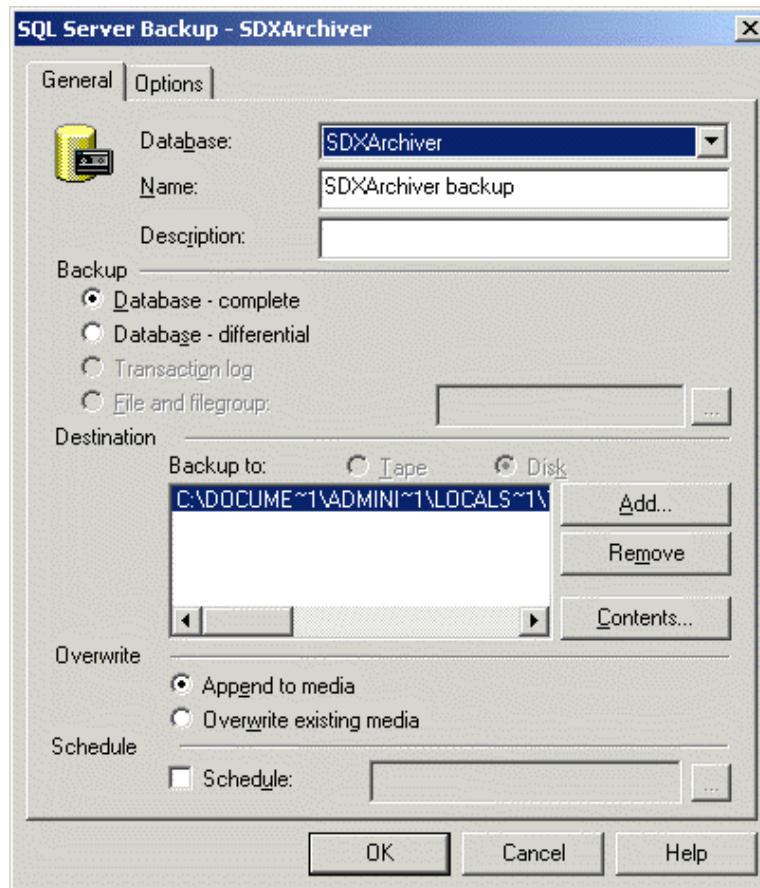 SQL Server Backup - SDXArchiver
General Options
Database: SDXArchiver
Name: SDXArchiver backup
Description:
Backup
Database - complete
Database - differential
Transaction log
File and filegroup: ...
Destination
Backup to: Tape Disk
C:\DOCUME~1\ADMINI~1\LOCALS~1\
Add...
Remove
Contents...
Overwrite
Append to media
Overwrite existing media
Schedule
Schedule: ...
OK Cancel Help